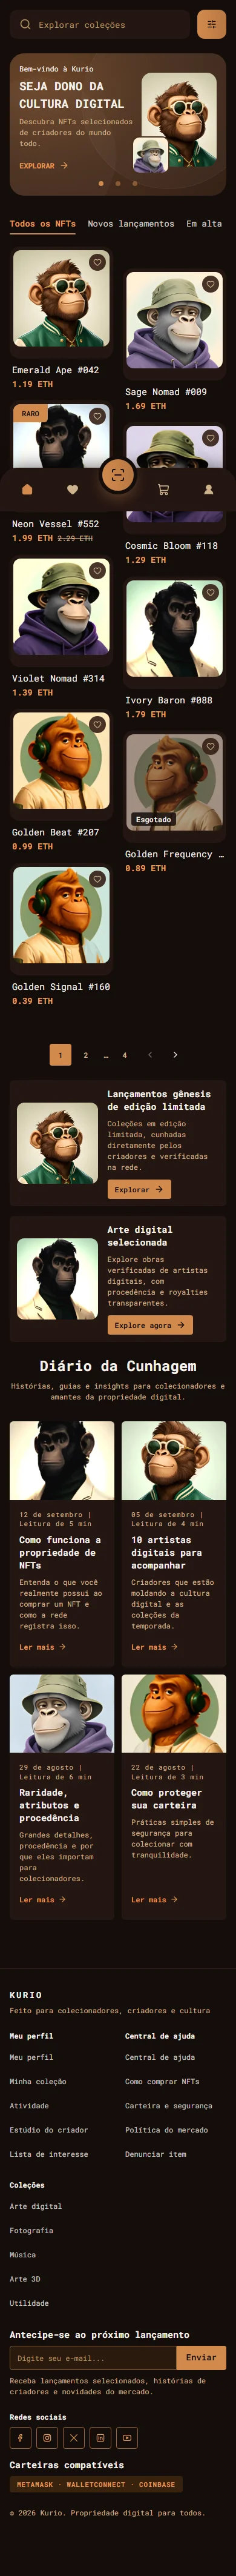 Explorar coleções
Bem-vindo à Kurio
SEJA DONO DA
CULTURA DIGITAL
Descubra NFTs selecionados
de criadores do mundo
todo.
EXPLORAR
Todos os NFTs Novos lançamentos Em alta
Emerald Ape #042
1.19 ETH
Sage Nomad #009
1.69 ETH
RARO
Neon Vessel #552
1.99 ETH 2.29 ETH
Cosmic Bloom #118
1.29 ETH
Violet Nomad #314
1.39 ETH
Ivory Baron #088
1.79 ETH
Golden Beat #207
0.99 ETH
Esgotado
Golden Frequency …
0.89 ETH
Golden Signal #160
0.39 ETH
1 2 … 4
Lançamentos gênesis
de edição limitada
Coleções em edição
limitada, cunhadas
diretamente pelos
criadores e verificadas
na rede.
Explorar
Arte digital
selecionada
Explore obras
verificadas de artistas
digitais, com
procedência e royalties
transparentes.
Explore agora
Diário da Cunhagem
Histórias, guias e insights para colecionadores e
amantes da propriedade digital.
12 de setembro |
Leitura de 5 min
Como funciona a
propriedade de
NFTs
Entenda o que você
realmente possui ao
comprar um NFT e
como a rede
registra isso.
Ler mais
05 de setembro |
Leitura de 4 min
10 artistas
digitais para
acompanhar
Criadores que estão
moldando a cultura
digital e as
coleções da
temporada.
Ler mais
29 de agosto |
Leitura de 6 min
Raridade,
atributos e
procedência
Grandes detalhes,
procedência e por
que eles importam
para
colecionadores.
Ler mais
22 de agosto |
Leitura de 3 min
Como proteger
sua carteira
Práticas simples de
segurança para
colecionar com
tranquilidade.
Ler mais
KURIO
Feito para colecionadores, criadores e cultura
Meu perfil
Meu perfil
Minha coleção
Atividade
Estúdio do criador
Lista de interesse
Central de ajuda
Central de ajuda
Como comprar NFTs
Carteira e segurança
Política do mercado
Denunciar item
Coleções
Arte digital
Fotografia
Música
Arte 3D
Utilidade
Antecipe-se ao próximo lançamento
Digite seu e-mail... Enviar
Receba lançamentos selecionados, histórias de
criadores e novidades do mercado.
Redes sociais
Carteiras compatíveis
METAMASK · WALLETCONNECT · COINBASE
© 2026 Kurio. Propriedade digital para todos.